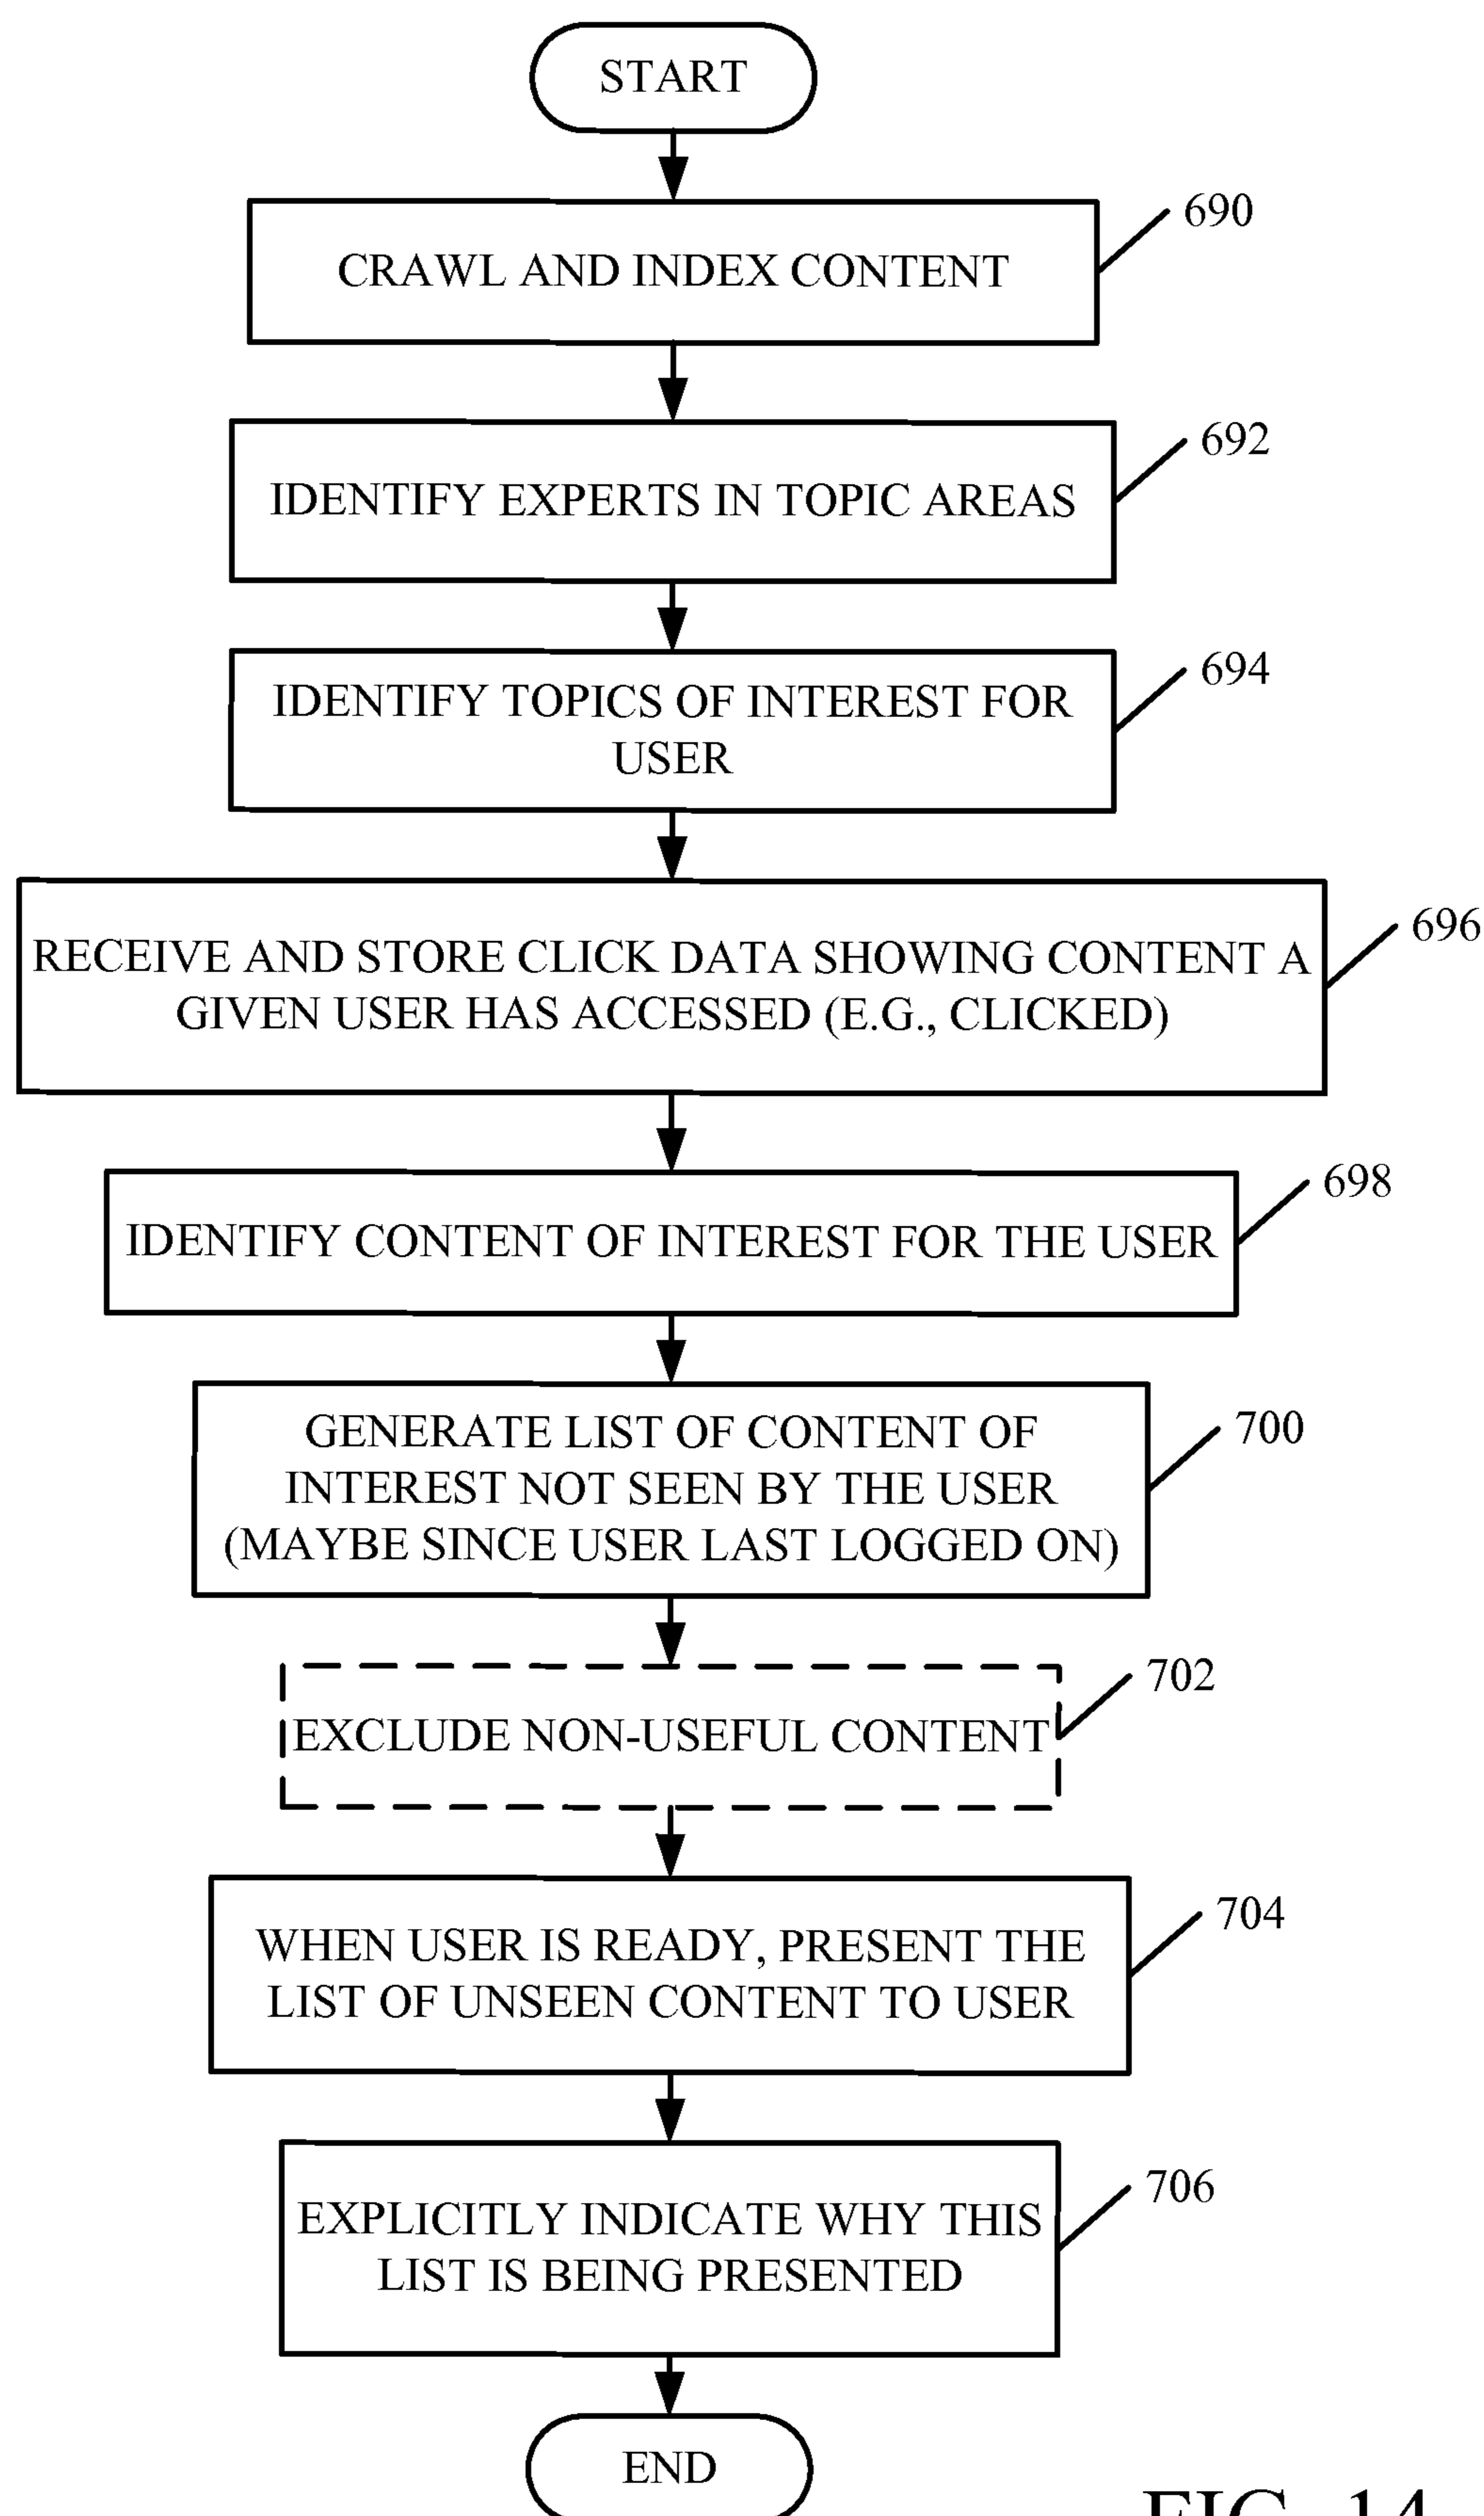 START
690
CRAWL AND INDEX CONTENT
692
IDENTIFY EXPERTS IN TOPIC AREAS
694
IDENTIFY TOPICS OF INTEREST FOR
USER
696
RECEIVE AND STORE CLICK DATA SHOWING CONTENT A
GIVEN USER HAS ACCESSED (E.G., CLICKED)
698
IDENTIFY CONTENT OF INTEREST FOR THE USER
700
GENERATE LIST OF CONTENT OF
INTEREST NOT SEEN BY THE USER
(MAYBE SINCE USER LAST LOGGED ON)
702
EXCLUDE NON-USEFUL CONTENT
704
WHEN USER IS READY, PRESENT THE
LIST OF UNSEEN CONTENT TO USER
706
EXPLICITLY INDICATE WHY THIS
LIST IS BEING PRESENTED
END
FIG. 14